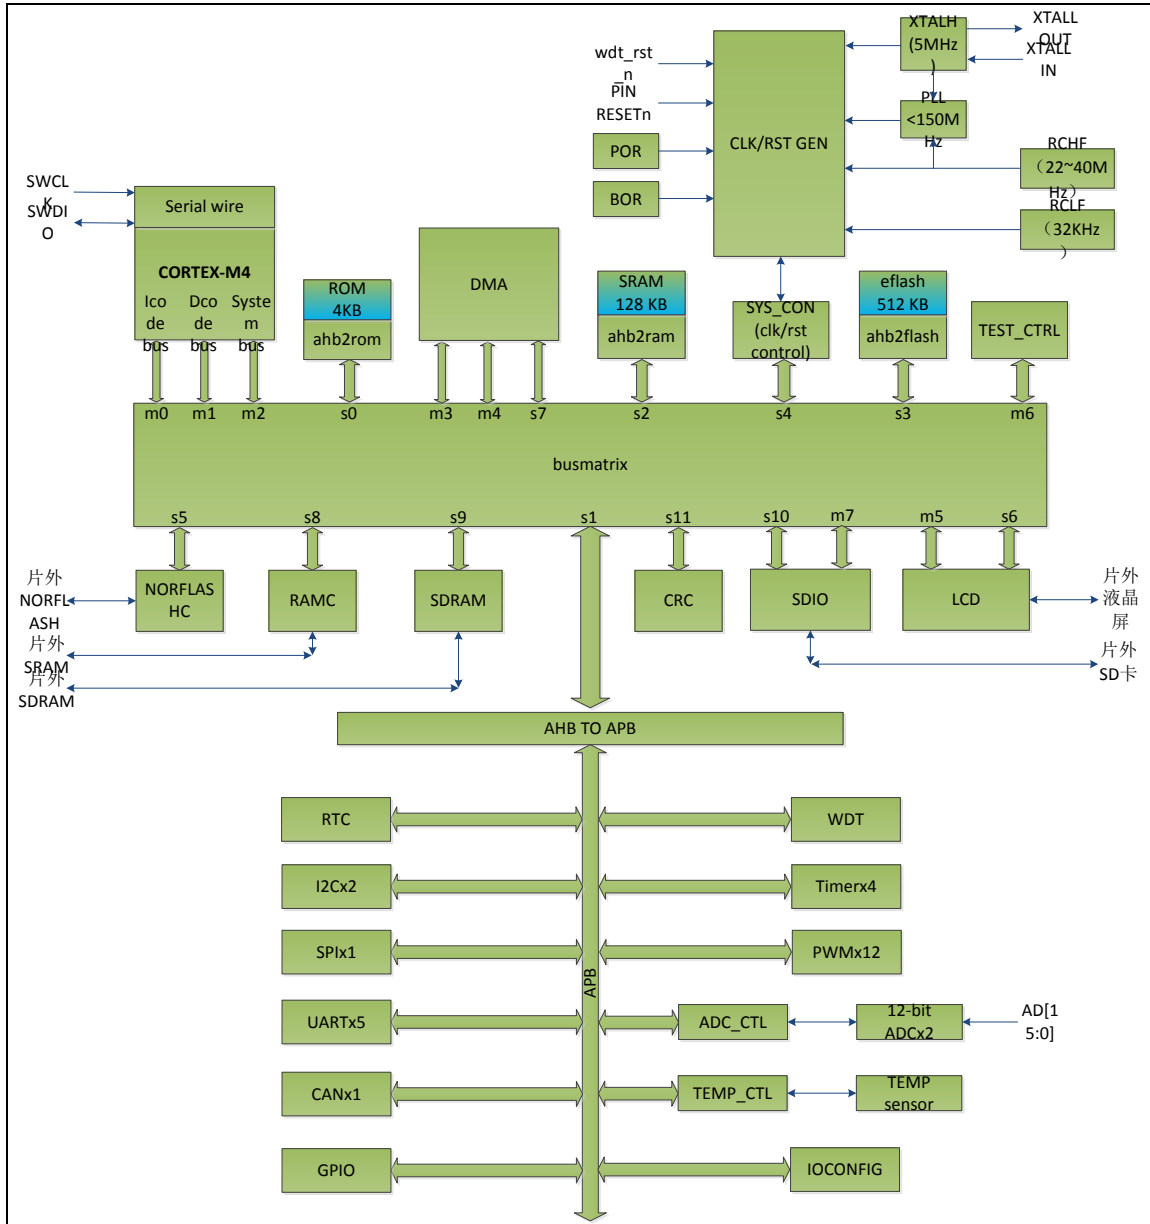 XTALH
(5MHz
)
XTALL
OUT
XTALL
IN
wdt_rst
_n
PIN
RESETn
PLL
<150M
Hz
CLK/RST GEN
POR
BOR
RCHF
（22~40M
Hz）
RCLF
（32KHz
）
SWCL
K
SWDI
O
Serial wire
CORTEX-M4
Ico
de
bus
Dco
de
bus
Syste
m
bus
ROM
4KB
ahb2rom
DMA
SRAM
128 KB
ahb2ram
SYS_CON
(clk/rst
control)
eflash
512 KB
ahb2flash
TEST_CTRL
m0
m1
m2
s0
m3
m4
s7
s2
s4
s3
m6
busmatrix
s5
s8
s9
s1
s11
s10
m7
m5
s6
片外
NORFL
ASH
NORFLAS
HC
RAMC
SDRAM
CRC
SDIO
LCD
片外
液晶
屏
片外
SRAM
片外
SDRAM
片外
SD卡
AHB TO APB
RTC
WDT
I2Cx2
Timerx4
SPIx1
PWMx12
APB
UARTx5
ADC_CTL
12-bit
ADCx2
AD[1
5:0]
CANx1
TEMP_CTL
TEMP
sensor
GPIO
IOCONFIG